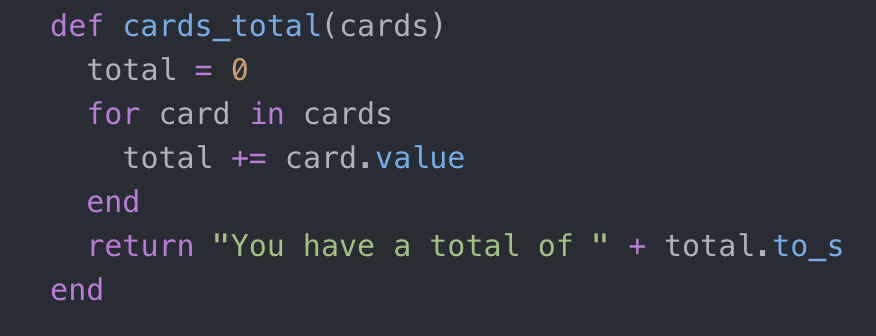 def cards_total(cards)
  total = 0
  for card in cards
    total += card.value
  end
  return "You have a total of " + total.to_s
end